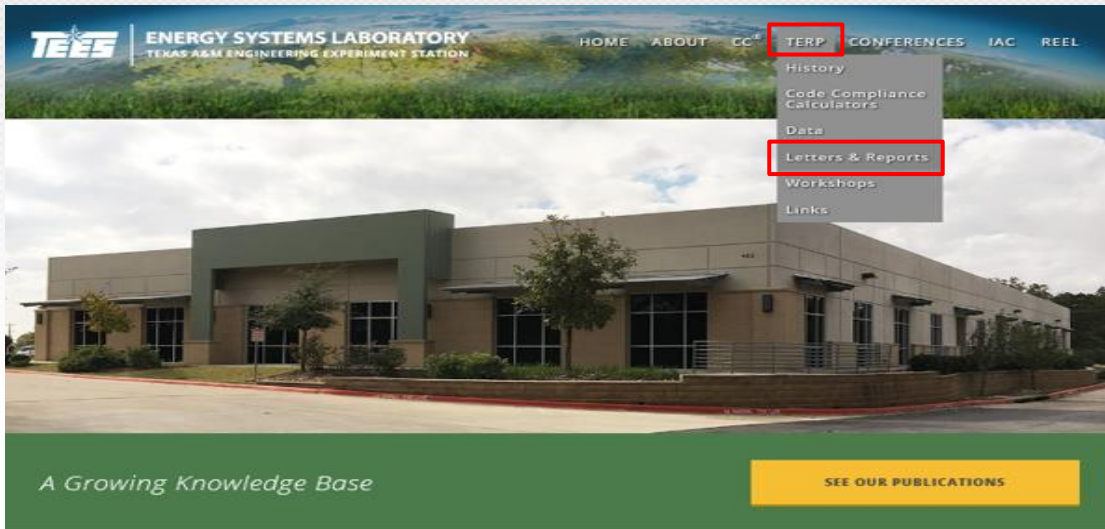 TEES
ENERGY SYSTEMS LABORATORY
TEXAS A&M ENGINEERING EXPERIMENT STATION
HOME ABOUT CC® TERP CONFERENCES IAC REEL
History
Code Compliance
Calculators
Data
Letters & Reports
Workshops
Links
A Growing Knowledge Base
SEE OUR PUBLICATIONS